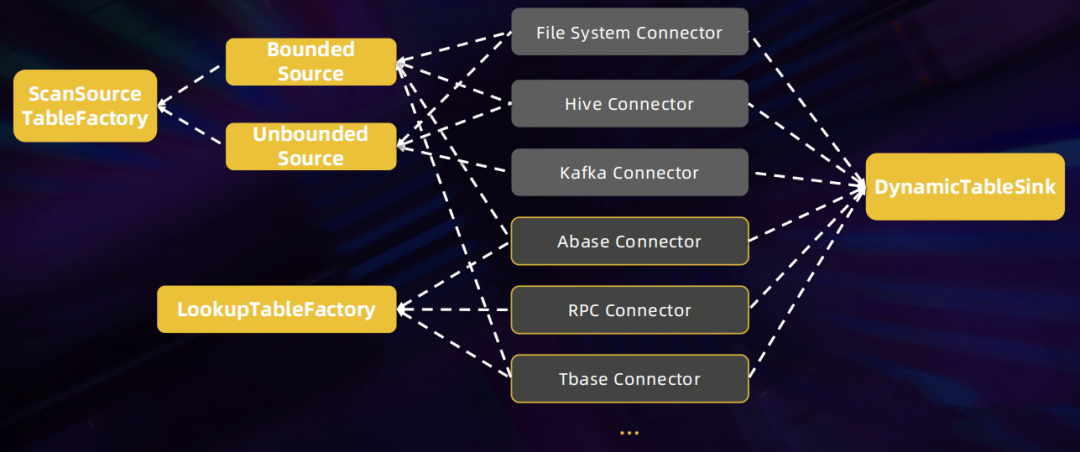 ScanSource
TableFactory
Bounded
Source
Unbounded
Source
LookupTableFactory
File System Connector
Hive Connector
Kafka Connector
Abase Connector
RPC Connector
Tbase Connector
...
DynamicTableSink